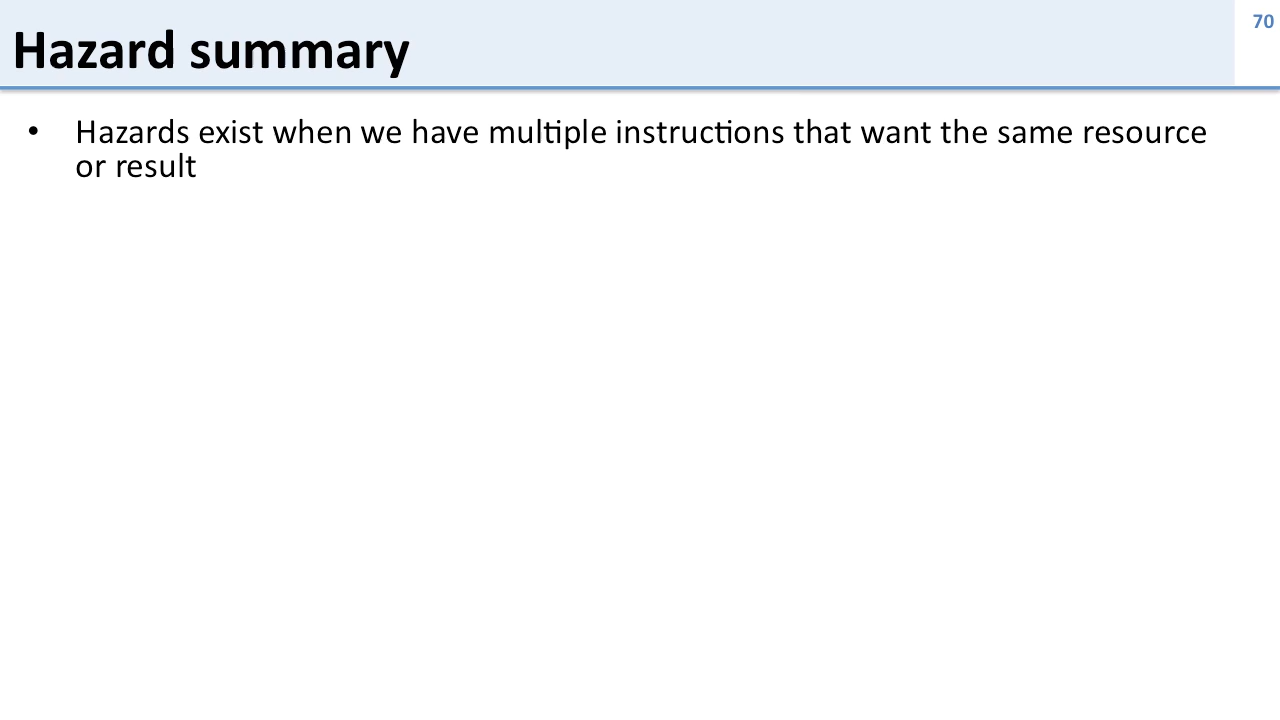 Hazard summary
70
• Hazards exist when we have multiple instructions that want the same resource
or result